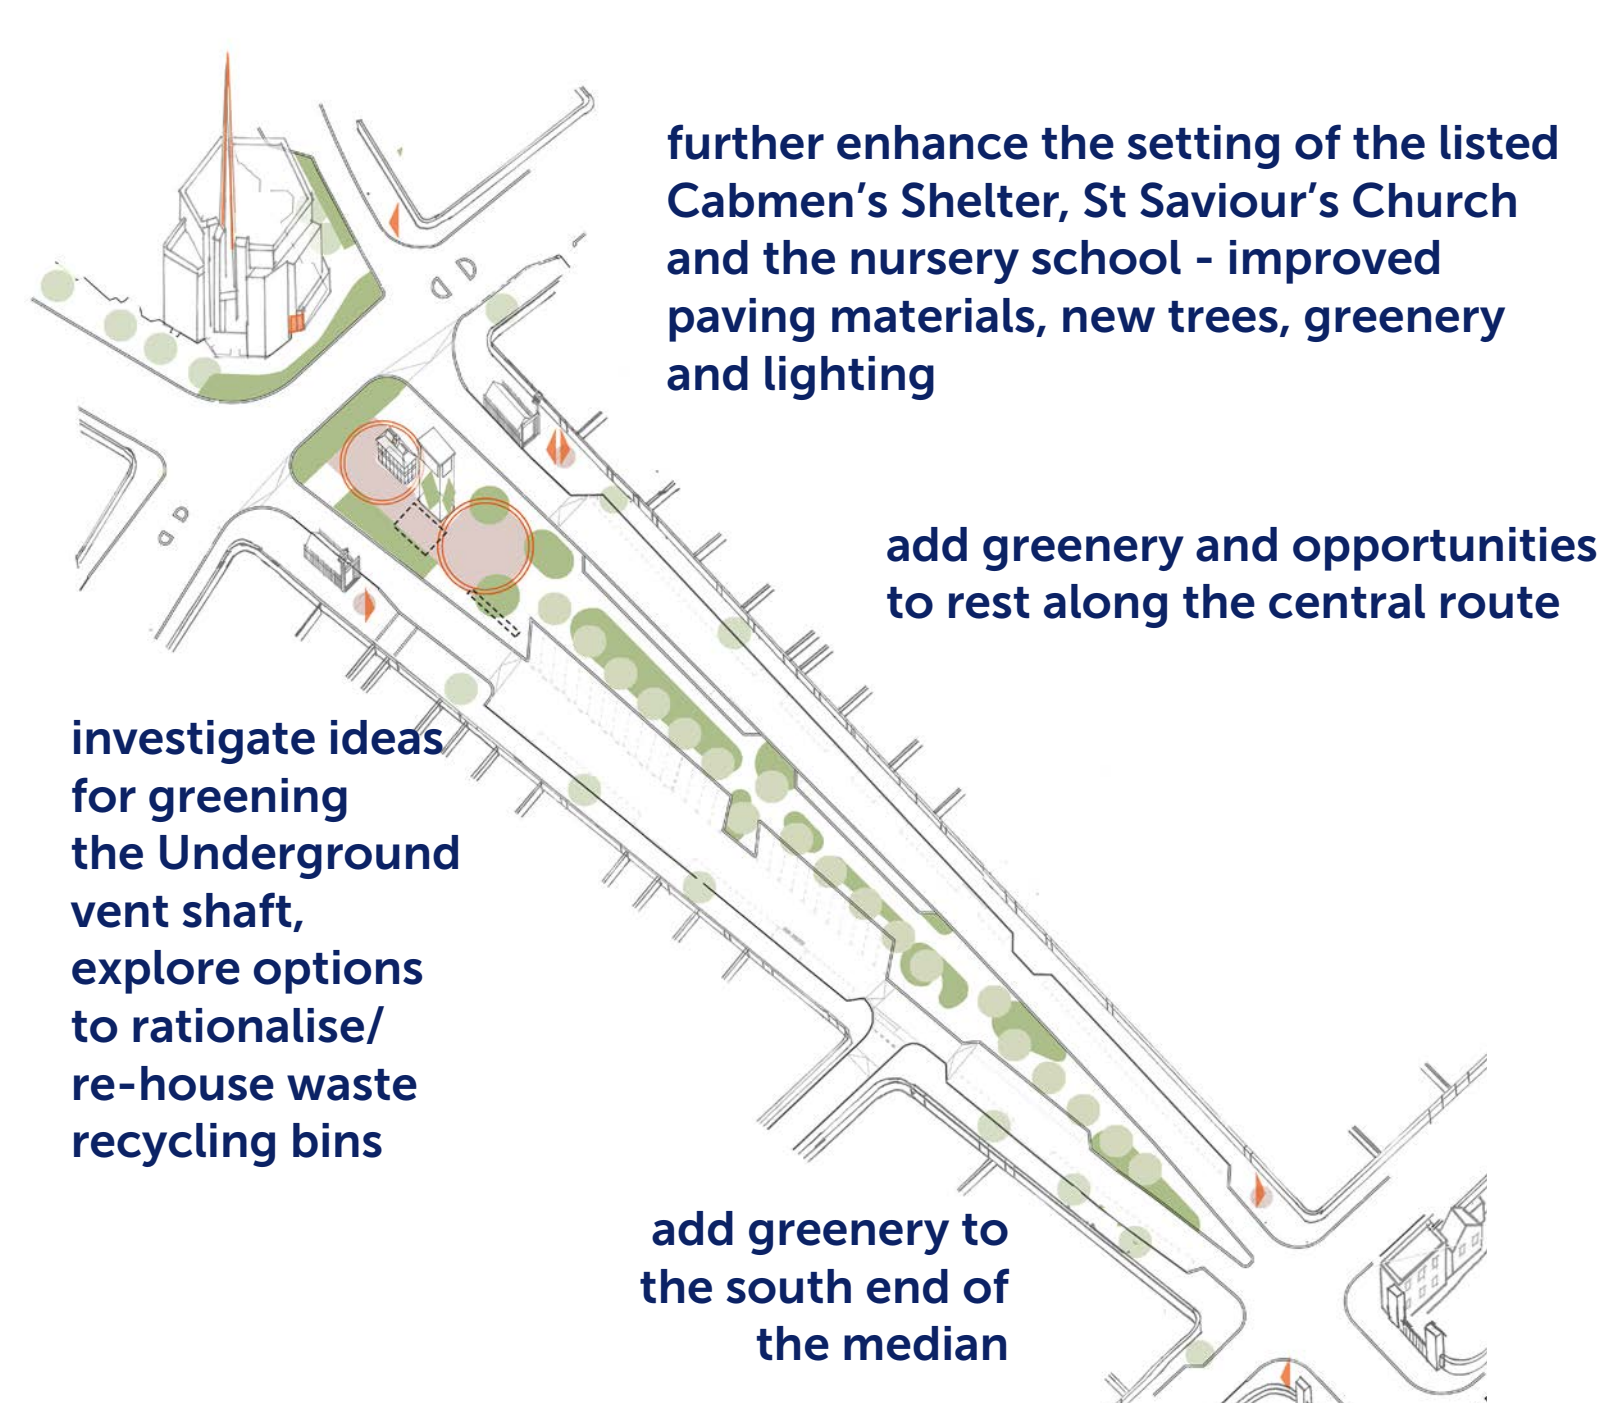 further enhance the setting of the listed
Cabmen’s Shelter, St Saviour’s Church
and the nursery school - improved
paving materials, new trees, greenery
and lighting
add greenery and opportunities
to rest along the central route
investigate ideas
for greening
the Underground
vent shaft,
explore options
to rationalise/
re-house waste
recycling bins
add greenery to
the south end of
the median